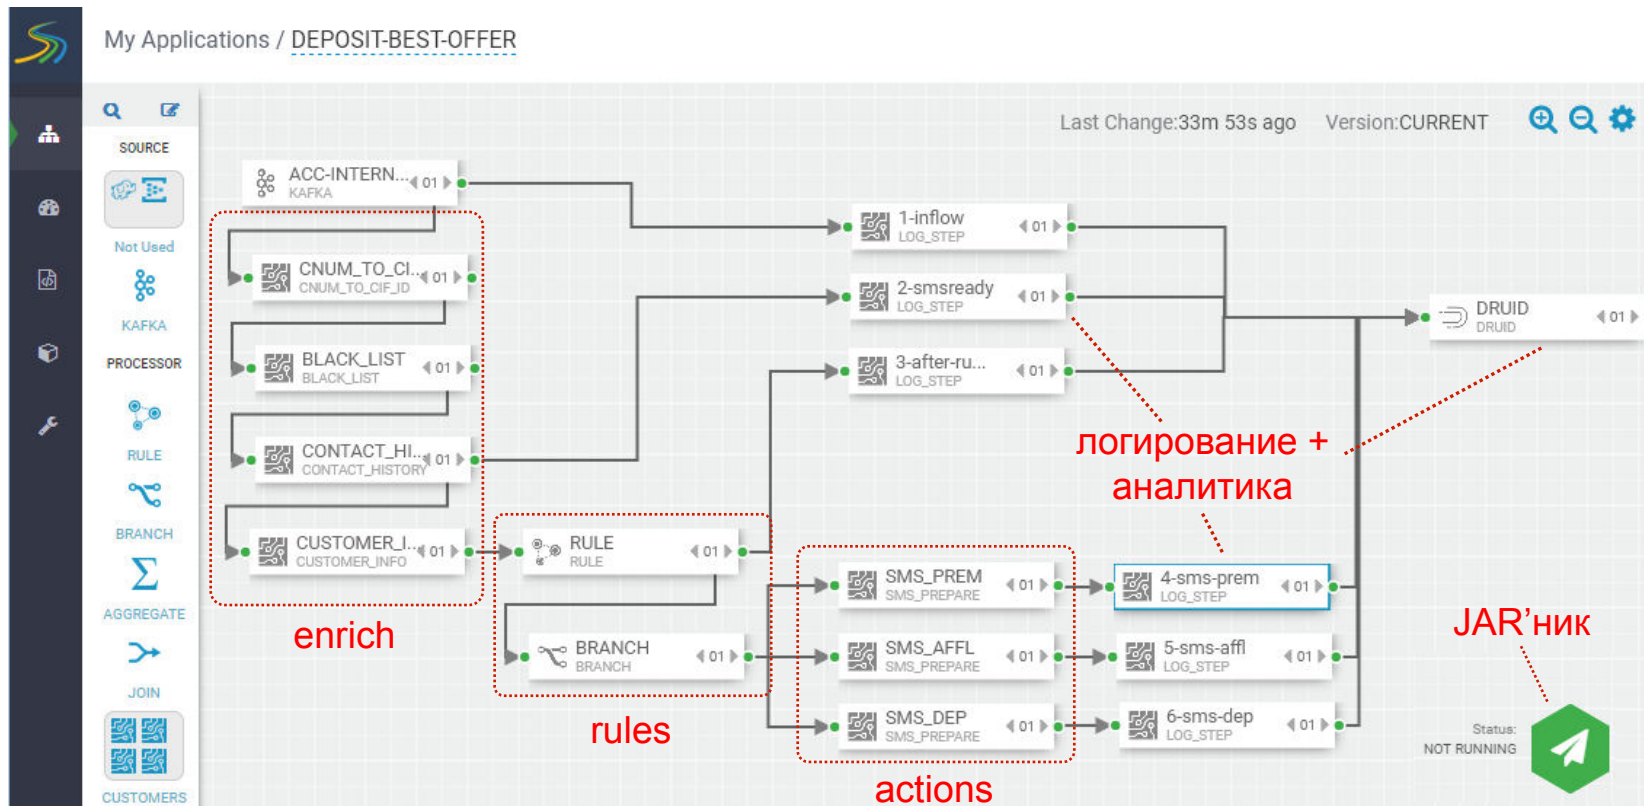 My Applications / DEPOSIT-BEST-OFFER
Last Change:33m 53s ago Version:CURRENT
SOURCE
Not Used
KAFKA
PROCESSOR
RULE
BRANCH
AGGREGATE
JOIN
CUSTOMERS
ACC-INTERN... 01
KAFKA
CNUM_TO_CI... 01
CNUM_TO_CIF_ID
BLACK_LIST 01
BLACK_LIST
CONTACT_HI... 01
CONTACT_HISTORY
CUSTOMER_I... 01
CUSTOMER_INFO
enrich
RULE 01
RULE
BRANCH 01
BRANCH
rules
1-inflow 01
LOG_STEP
2-smsready 01
LOG_STEP
3-after-ru... 01
LOG_STEP
SMS_PREM 01
SMS_PREPARE
SMS_AFFL 01
SMS_PREPARE
SMS_DEP 01
SMS_PREPARE
actions
4-sms-prem 01
LOG_STEP
5-sms-affl 01
LOG_STEP
6-sms-dep 01
LOG_STEP
DRUID 01
DRUID
логирование +
аналитика
JAR’ник
Status:
NOT RUNNING